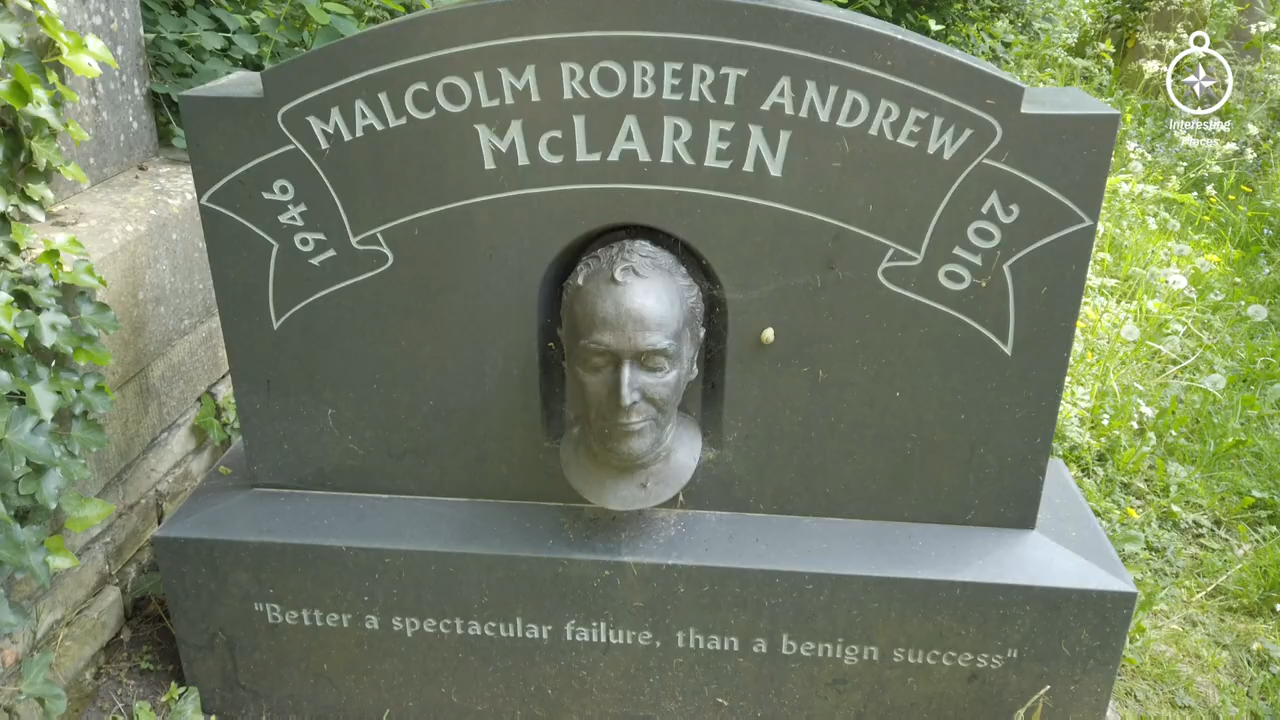 MALCOLM ROBERT ANDREW
McLAREN
1946
2010
"Better a spectacular failure, than a benign success"
Interesting
Places